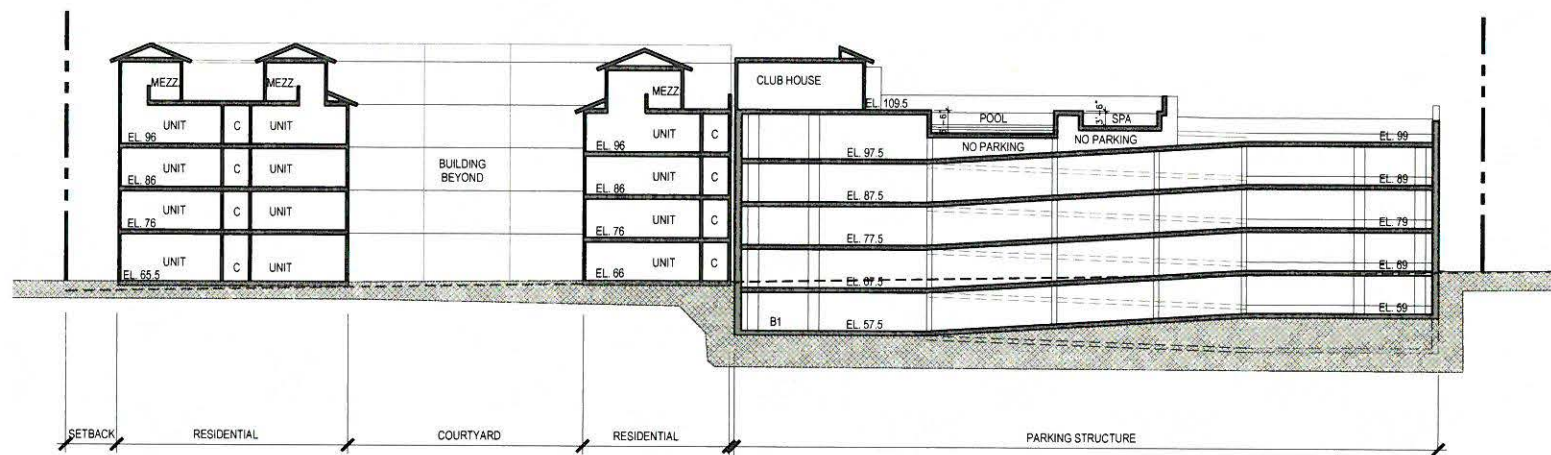 MEZZ.
MEZZ.
MEZZ.
CLUB HOUSE
EL. 109.5
POOL
3'-6"
SPA
UNIT
C
UNIT
EL. 96
UNIT
C
EL. 96
EL. 97.5
NO PARKING
NO PARKING
EL. 99
UNIT
C
UNIT
EL. 86
BUILDING
BEYOND
UNIT
C
EL. 86
EL. 87.5
EL. 89
UNIT
C
UNIT
EL. 76
UNIT
C
EL. 76
EL. 77.5
EL. 79
UNIT
C
UNIT
EL. 65.5
UNIT
C
EL. 66
EL. 67.5
EL. 69
B1
EL. 57.5
EL. 59
SETBACK
RESIDENTIAL
COURTYARD
RESIDENTIAL
PARKING STRUCTURE